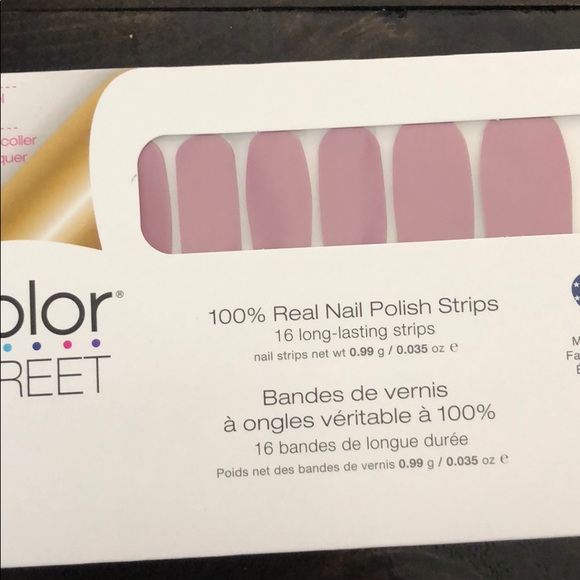 coller
100% Real Nail Polish Strips
16 long-lasting strips
nail strips net wt 0.99 g / 0.035 oz ℮
Bandes de vernis
à ongles véritable à 100%
16 bandes de longue durée
Poids net des bandes de vernis 0.99 g / 0.035 oz ℮
olor®
REET